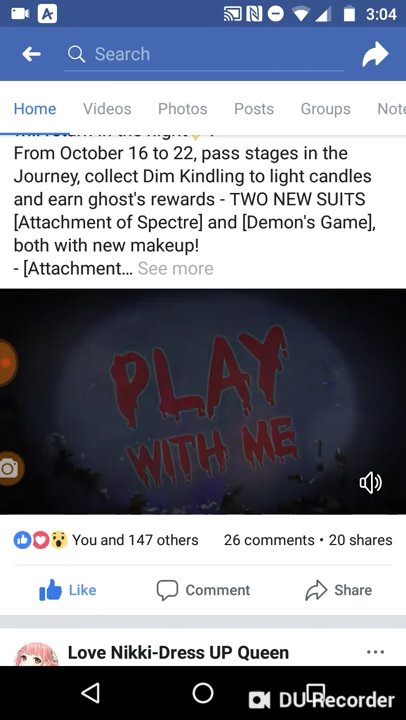 3:04
Search
Home Videos Photos Posts Groups Note
From October 16 to 22, pass stages in the
Journey, collect Dim Kindling to light candles
and earn ghost's rewards - TWO NEW SUITS
[Attachment of Spectre] and [Demon's Game],
both with new makeup!
- [Attachment... See more
PLAY
WITH ME
You and 147 others 26 comments • 20 shares
Like Comment Share
Love Nikki-Dress UP Queen
DU Recorder